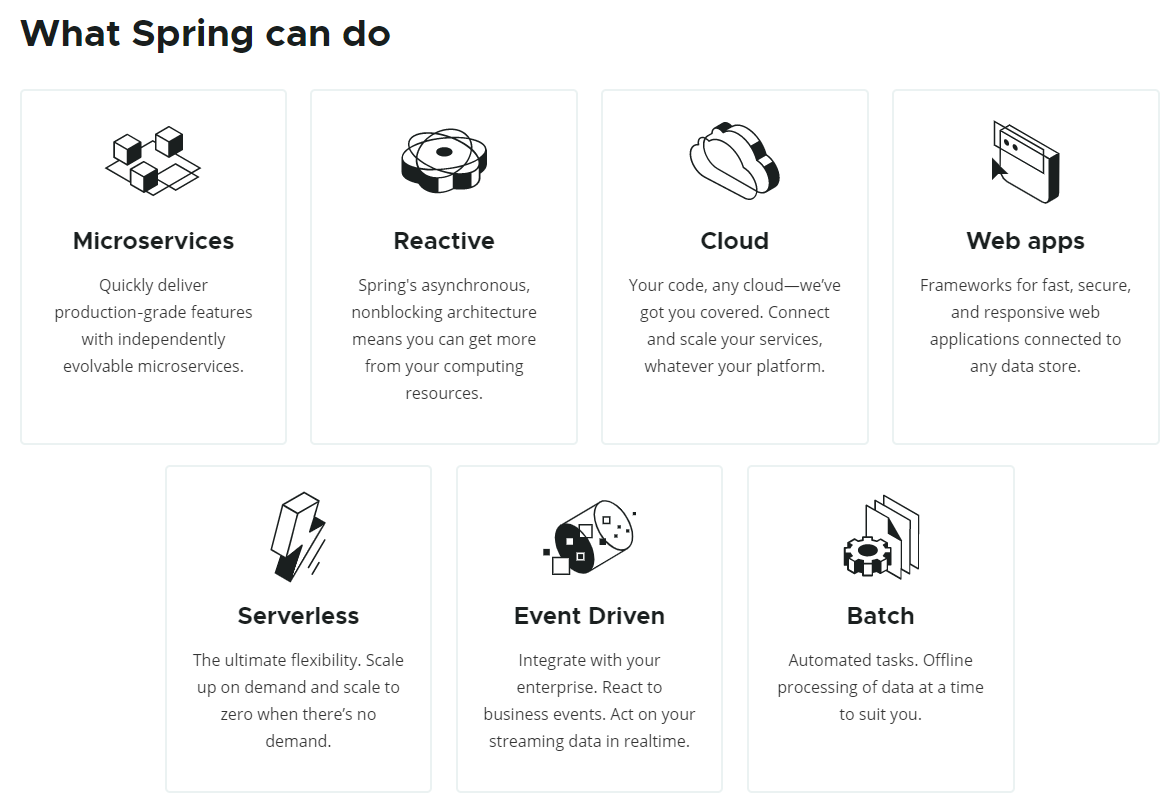 What Spring can do
Microservices
Quickly deliver
production-grade features
with independently
evolvable microservices.
Reactive
Spring's asynchronous,
nonblocking architecture
means you can get more
from your computing
resources.
Cloud
Your code, any cloud—we’ve
got you covered. Connect
and scale your services,
whatever your platform.
Web apps
Frameworks for fast, secure,
and responsive web
applications connected to
any data store.
Serverless
The ultimate flexibility. Scale
up on demand and scale to
zero when there’s no
demand.
Event Driven
Integrate with your
enterprise. React to
business events. Act on your
streaming data in realtime.
Batch
Automated tasks. Offline
processing of data at a time
to suit you.